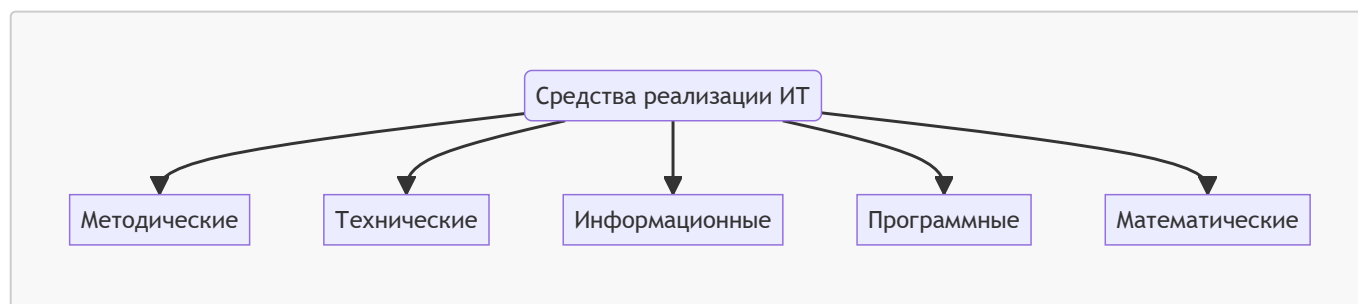 Средства реализации ИТ
Методические
Технические
Информационные
Программные
Математические